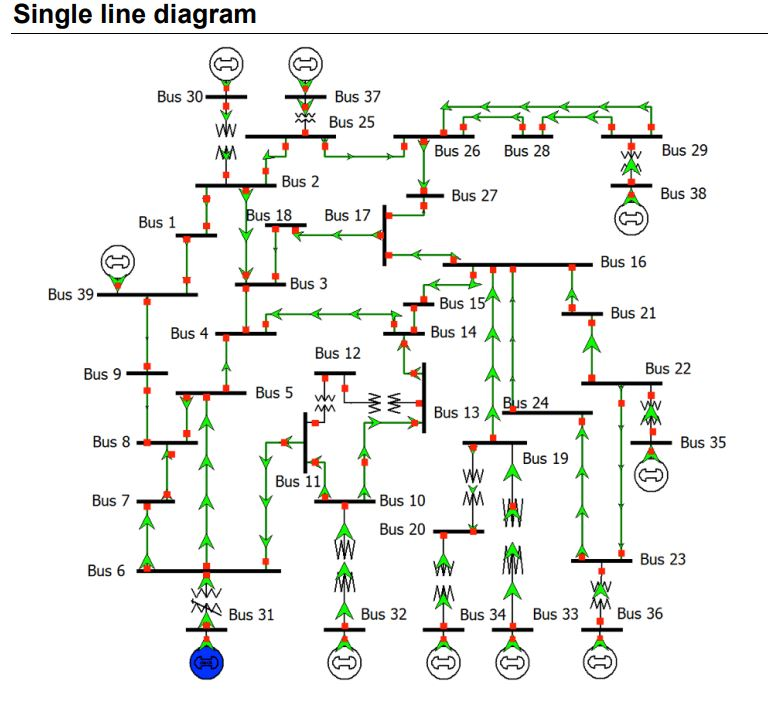 Single line diagram
Bus 30
Bus 37
Bus 25
Bus 26
Bus 28
Bus 29
Bus 2
Bus 27
Bus 38
Bus 1
Bus 18
Bus 17
Bus 16
Bus 39
Bus 3
Bus 15
Bus 21
Bus 4
Bus 14
Bus 12
Bus 9
Bus 22
Bus 5
Bus 24
Bus 13
Bus 8
Bus 35
Bus 19
Bus 11
Bus 7
Bus 10
Bus 20
Bus 6
Bus 23
Bus 31
Bus 32
Bus 34
Bus 33
Bus 36